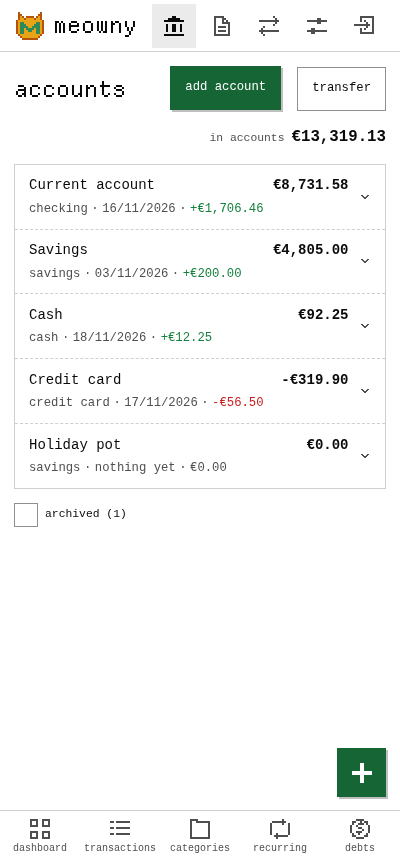 meowny
accounts
add account
transfer
in accounts €13,319.13
Current account €8,731.58
checking · 16/11/2026 · +€1,706.46
Savings €4,805.00
savings · 03/11/2026 · +€200.00
Cash €92.25
cash · 18/11/2026 · +€12.25
Credit card -€319.90
credit card · 17/11/2026 · -€56.50
Holiday pot €0.00
savings · nothing yet · €0.00
archived (1)
dashboard
transactions
categories
recurring
debts